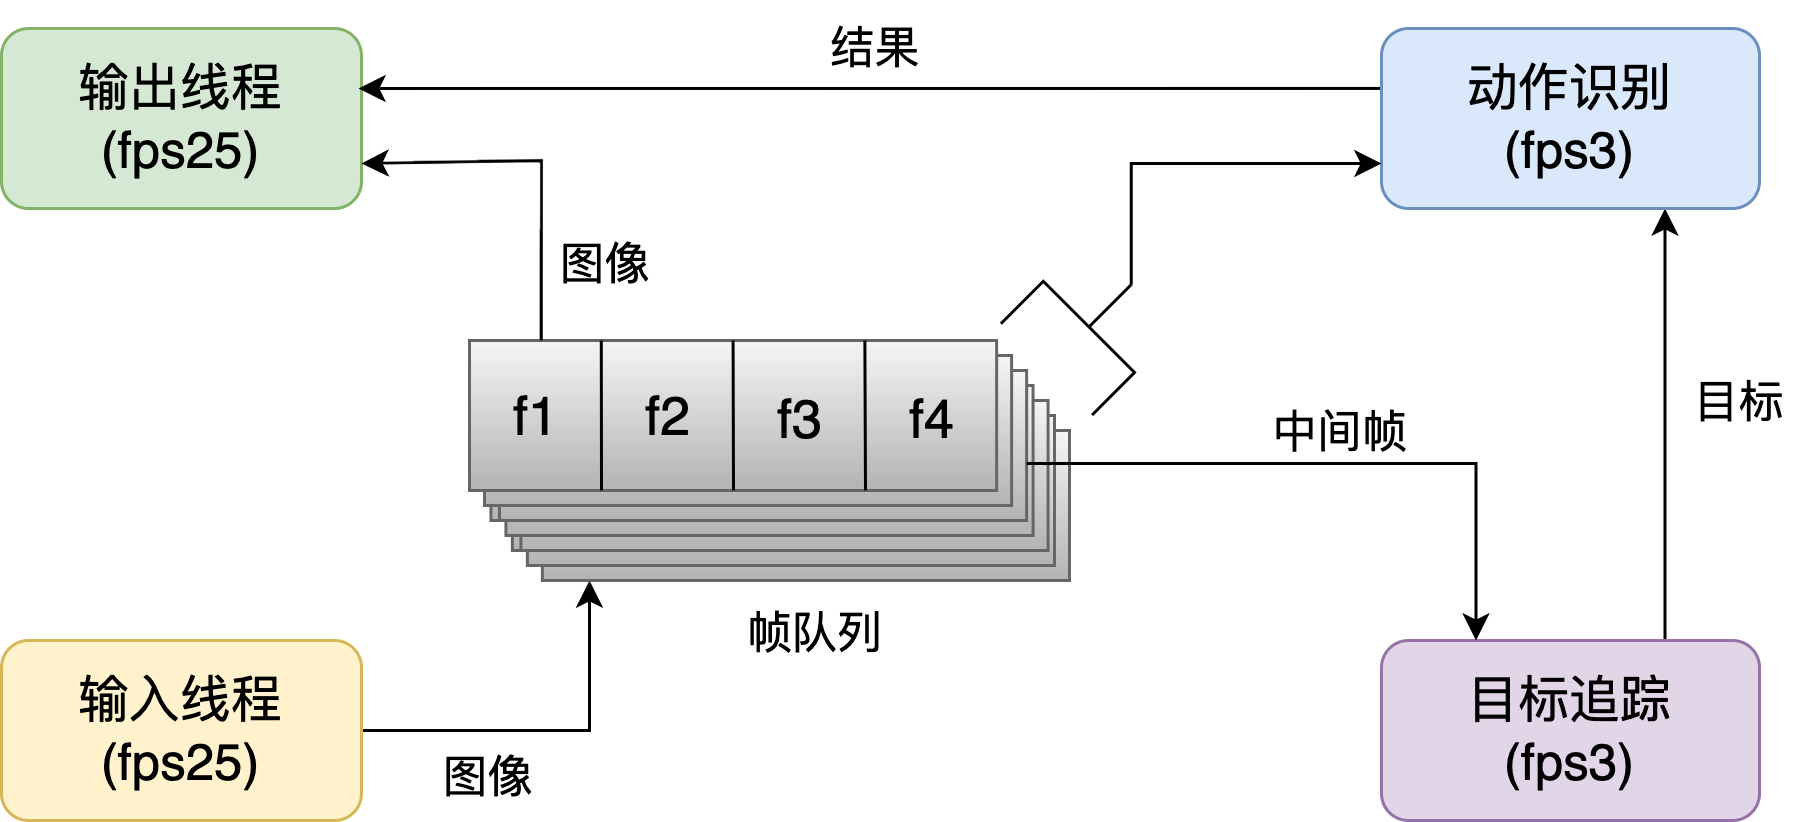 结果
输出线程
(fps25)
动作识别
(fps3)
图像
f1 f2 f3 f4
目标
中间帧
帧队列
输入线程
(fps25)
图像
目标追踪
(fps3)